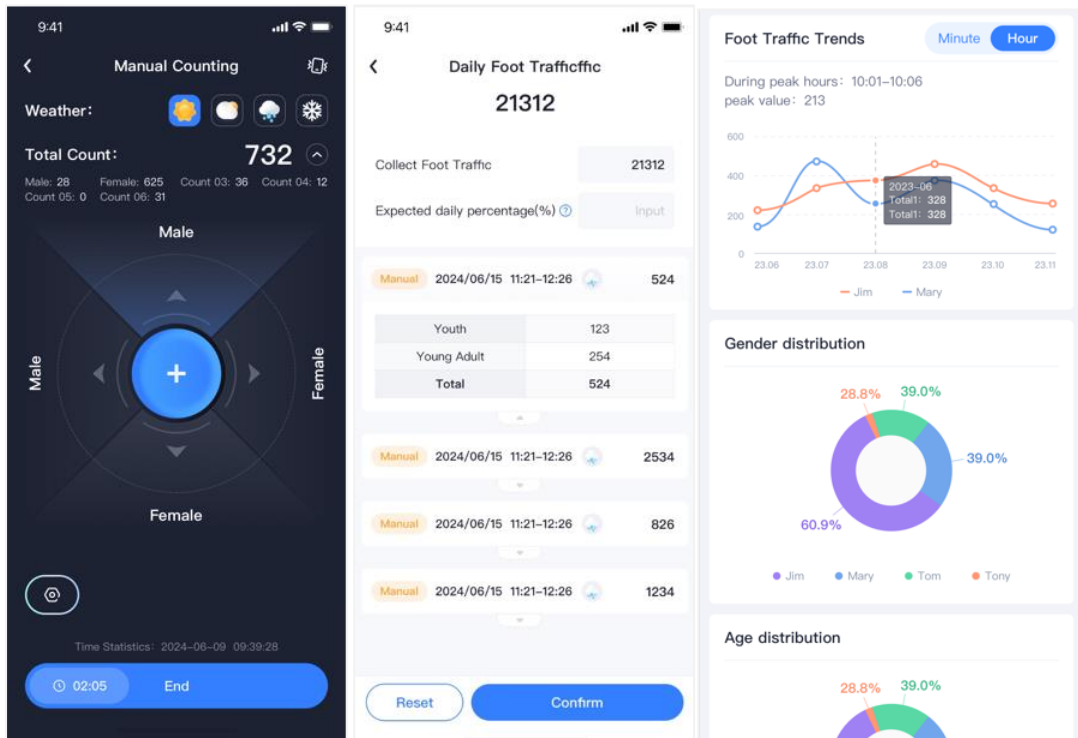 9:41
Manual Counting
Weather:
Total Count:
732
Male: 28 Female: 625 Count 03: 36 Count 04: 12
Count 05: 0 Count 06: 31
Male
Male
Female
Female
Time Statistics: 2024-06-09 09:39:28
02:05 End
9:41
Daily Foot Trafficffic
21312
Collect Foot Traffic 21312
Expected daily percentage(%) ? Input
Manual 2024/06/15 11:21-12:26 524
Youth 123
Young Adult 254
Total 524
Manual 2024/06/15 11:21-12:26 2534
Manual 2024/06/15 11:21-12:26 826
Manual 2024/06/15 11:21-12:26 1234
Reset Confirm
Foot Traffic Trends Minute Hour
During peak hours: 10:01-10:06
peak value: 213
600
400
200
0
2023-06
Total1: 328
Total1: 328
23.06 23.07 23.08 23.09 23.10 23.11
Jim Mary
Gender distribution
28.8% 39.0%
39.0%
60.9%
Jim Mary Tom Tony
Age distribution
28.8% 39.0%